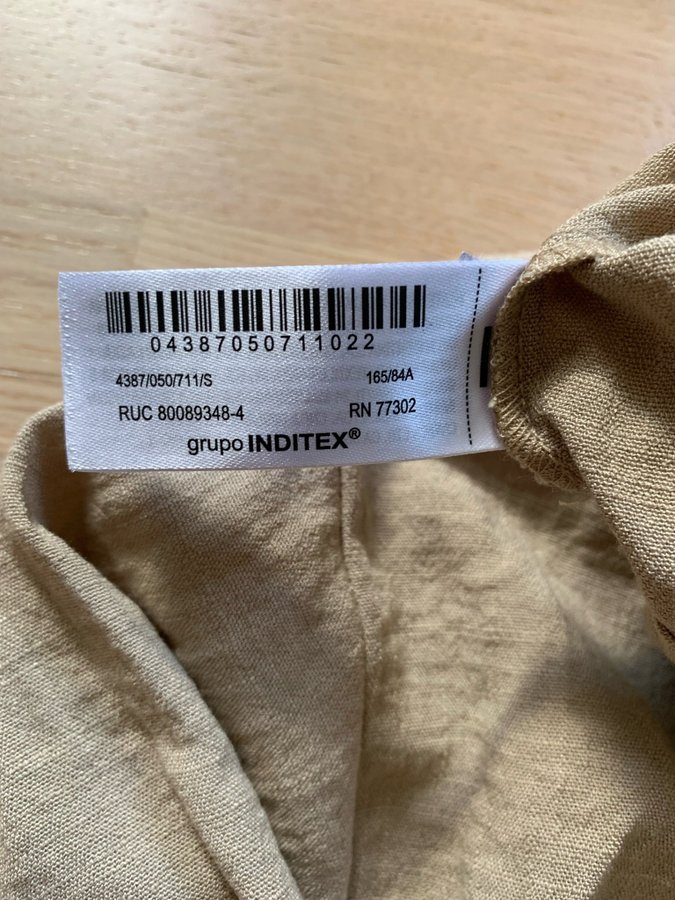 04387050711022
4387/050/711/S 165/84A
RUC 80089348-4 RN 77302
grupo INDITEX®